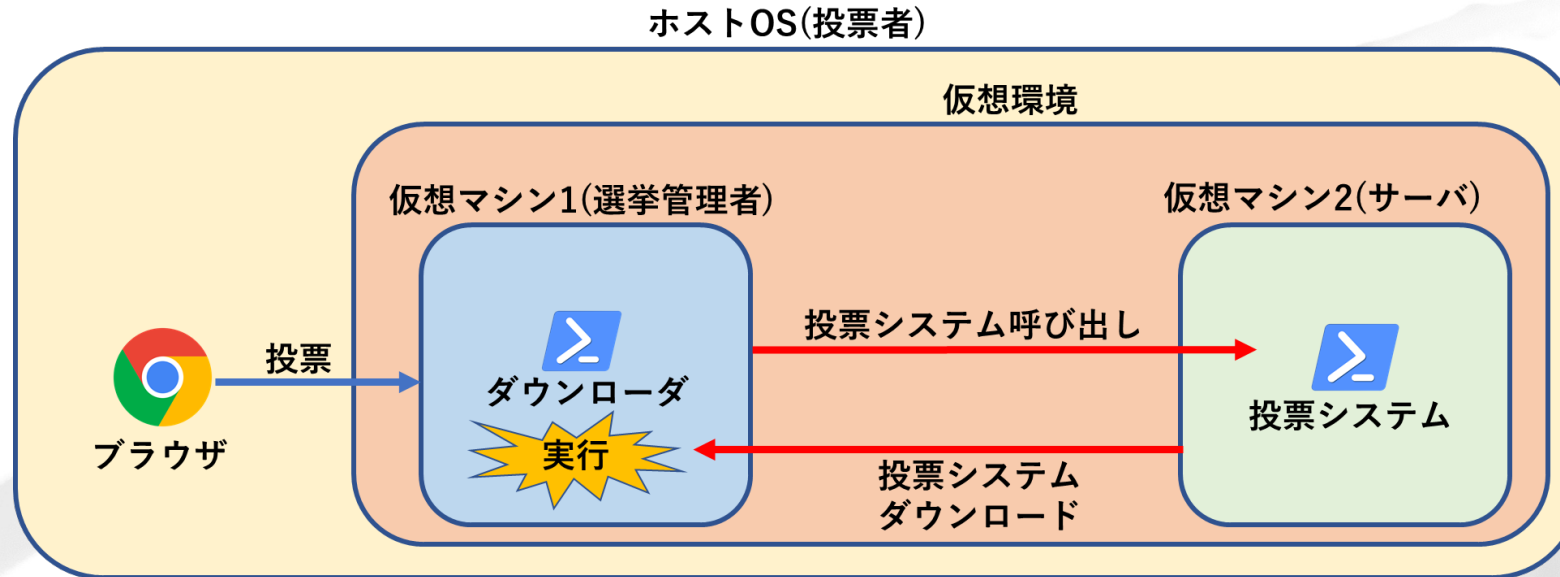 ホストOS(投票者)
仮想環境
仮想マシン1(選挙管理者)
仮想マシン2(サーバ)
投票
投票システム呼び出し
ダウンローダ
投票システム
ブラウザ
実行
投票システム
ダウンロード